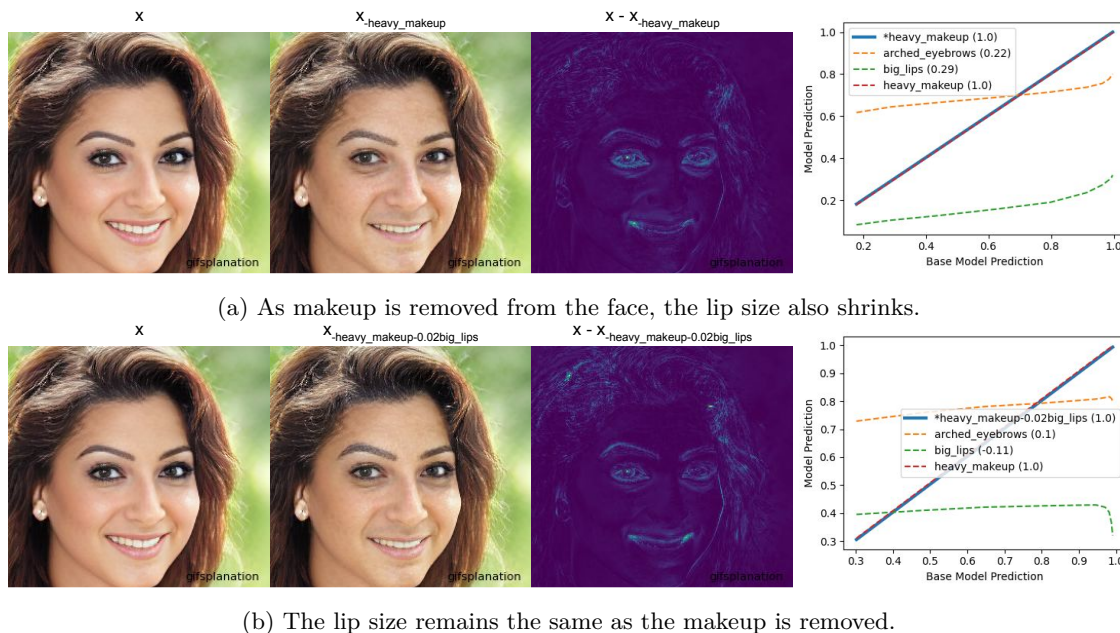 x
x-heavy_makeup
x - x-heavy_makeup
gifsplanation
gifsplanation
1.0
0.8
0.6
0.4
0.2
Model Prediction
*heavy_makeup (1.0)
arched_eyebrows (0.22)
big_lips (0.29)
heavy_makeup (1.0)
0.2 0.4 0.6 0.8 1.0
Base Model Prediction
(a) As makeup is removed from the face, the lip size also shrinks.
x
x-heavy_makeup-0.02big_lips
x - x-heavy_makeup-0.02big_lips
gifsplanation
gifsplanation
1.0
0.9
0.8
0.7
0.6
0.5
0.4
0.3
Model Prediction
*heavy_makeup-0.02big_lips (1.0)
arched_eyebrows (0.1)
big_lips (-0.11)
heavy_makeup (1.0)
0.3 0.4 0.5 0.6 0.7 0.8 0.9 1.0
Base Model Prediction
(b) The lip size remains the same as the makeup is removed.